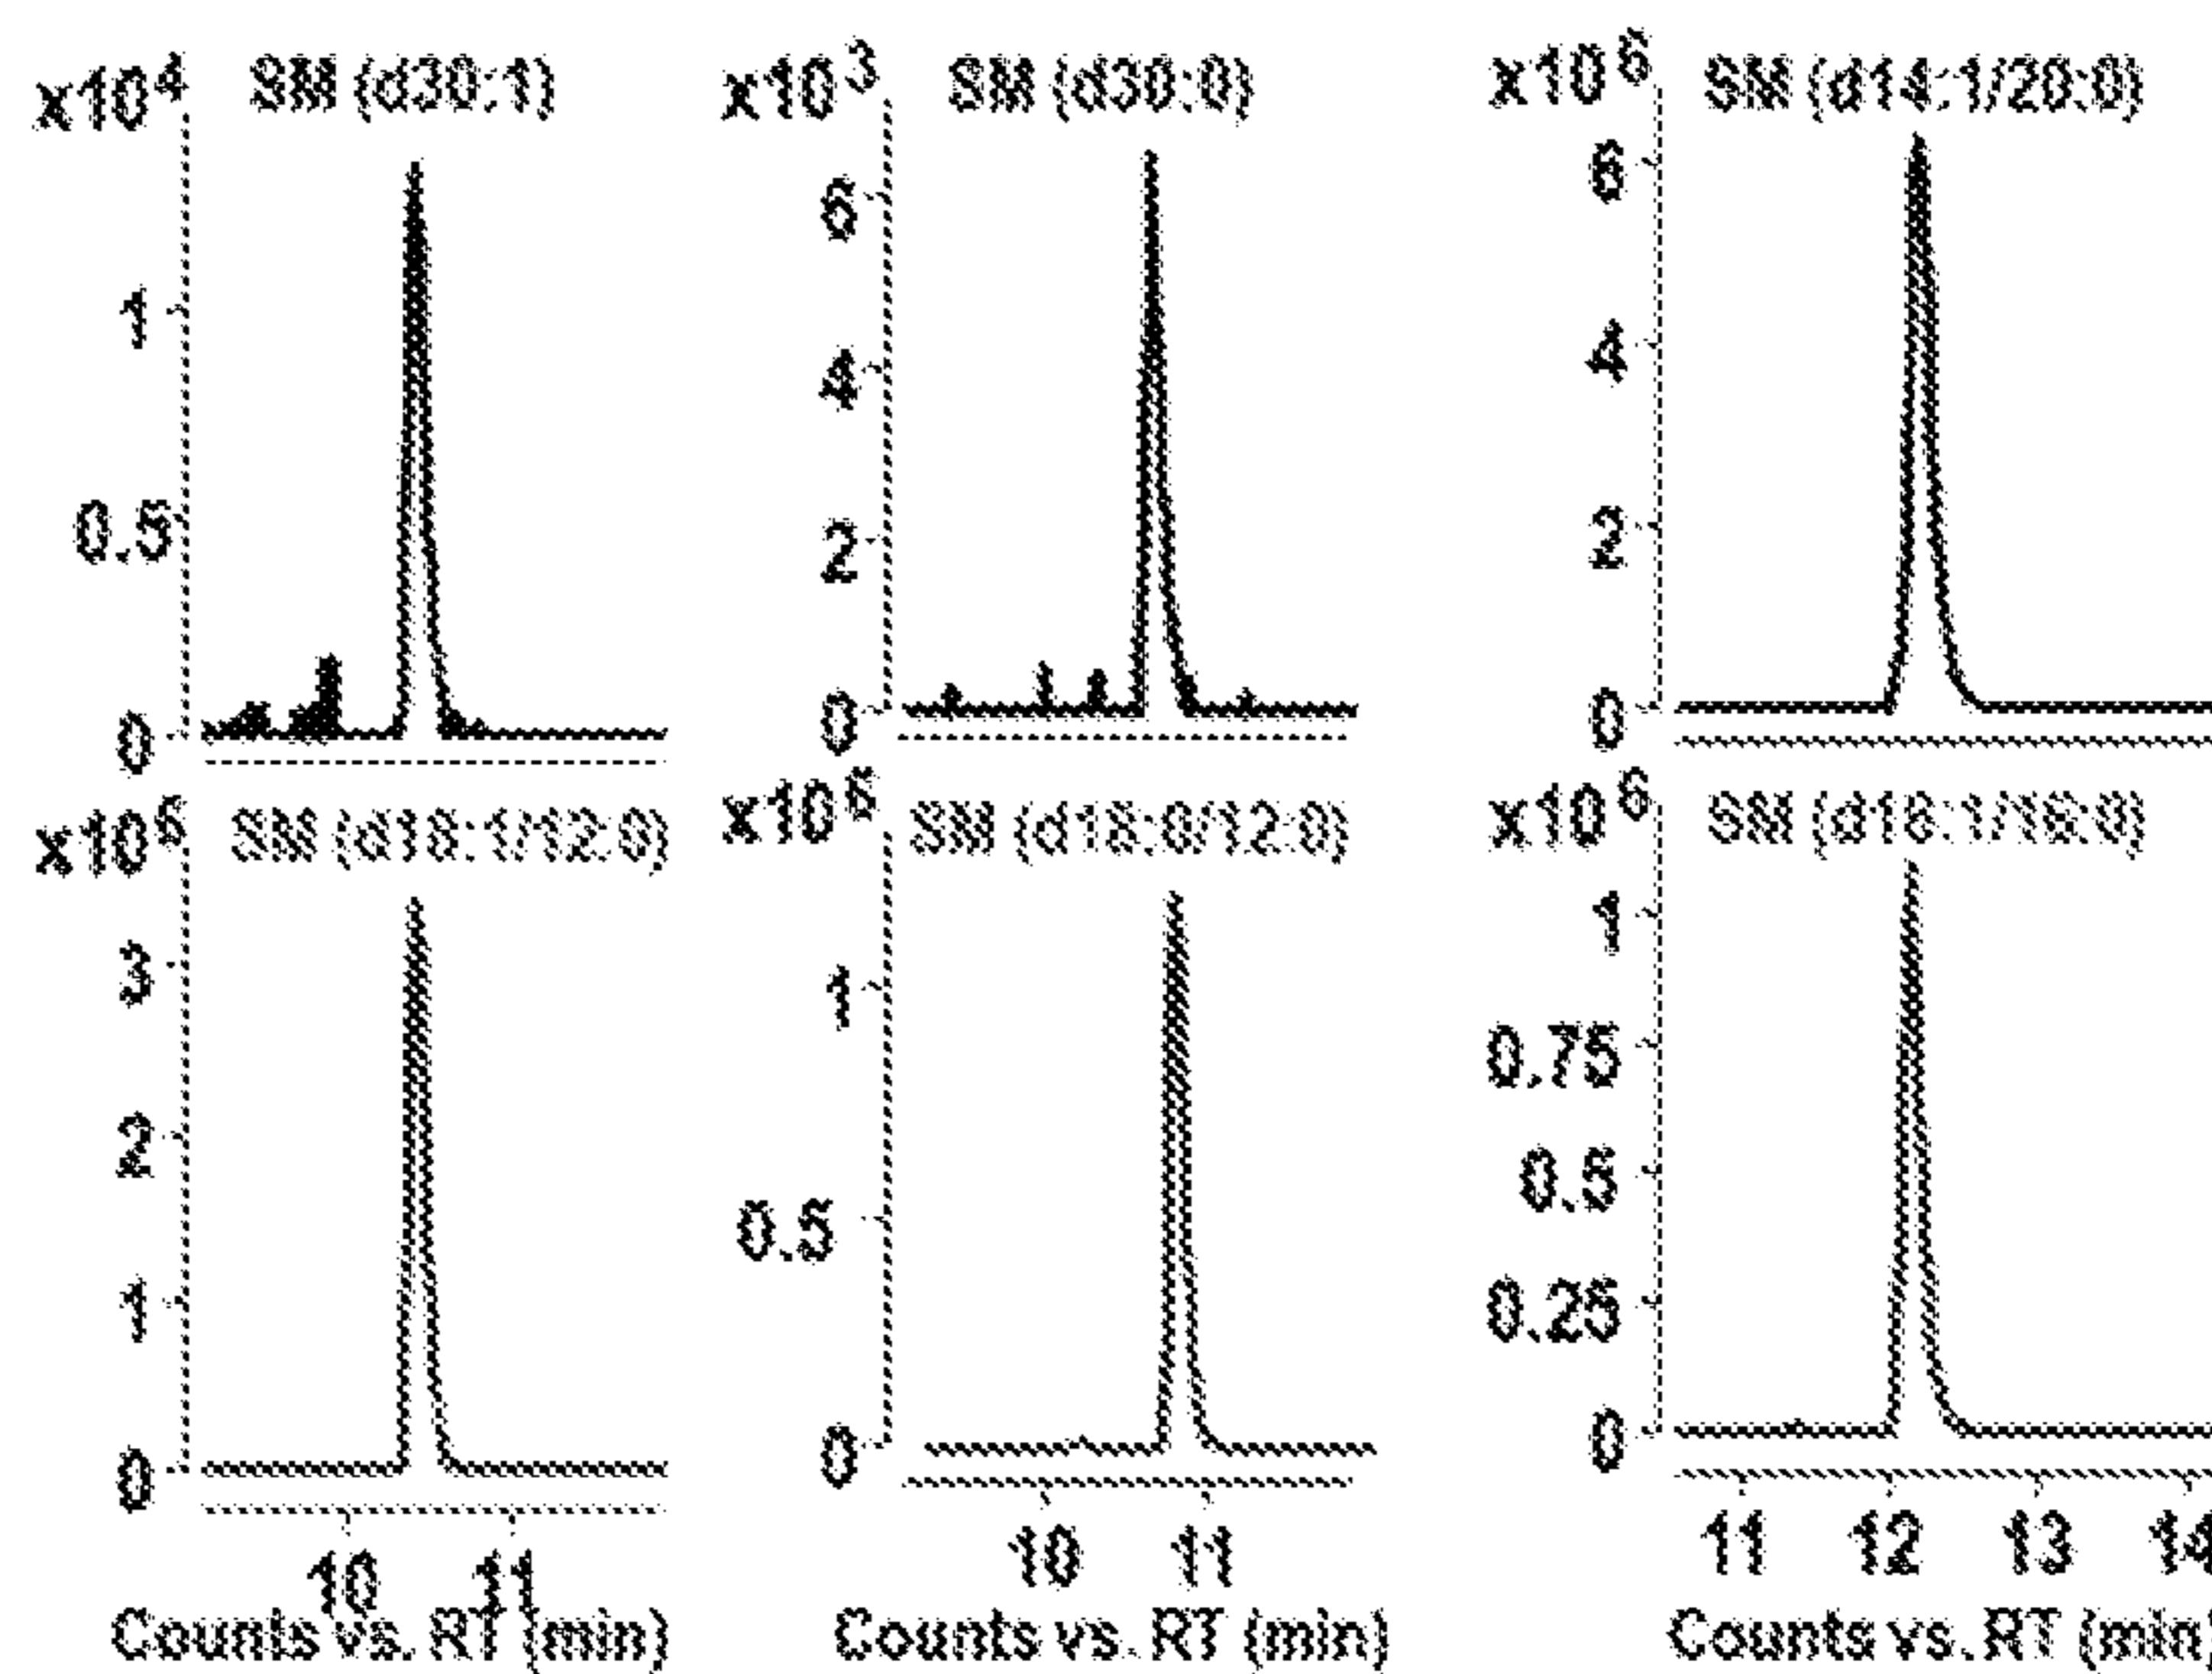 x10⁴ SM (d30:1)
1
0.5
0
x10³ SM (d30:0)
6
4
2
0
x10⁶ SM (d14:1/20:0)
6
4
2
0
SM (d18:1/12:0)
3
2
1
0
SM (d18:0/12:0)
1
0.5
0
x10⁶
1
0.75
0.5
0.25
0
10 11
Counts vs. RT (min)
10 11
Counts vs. RT (min)
11 12 13 14
Counts vs. RT (min